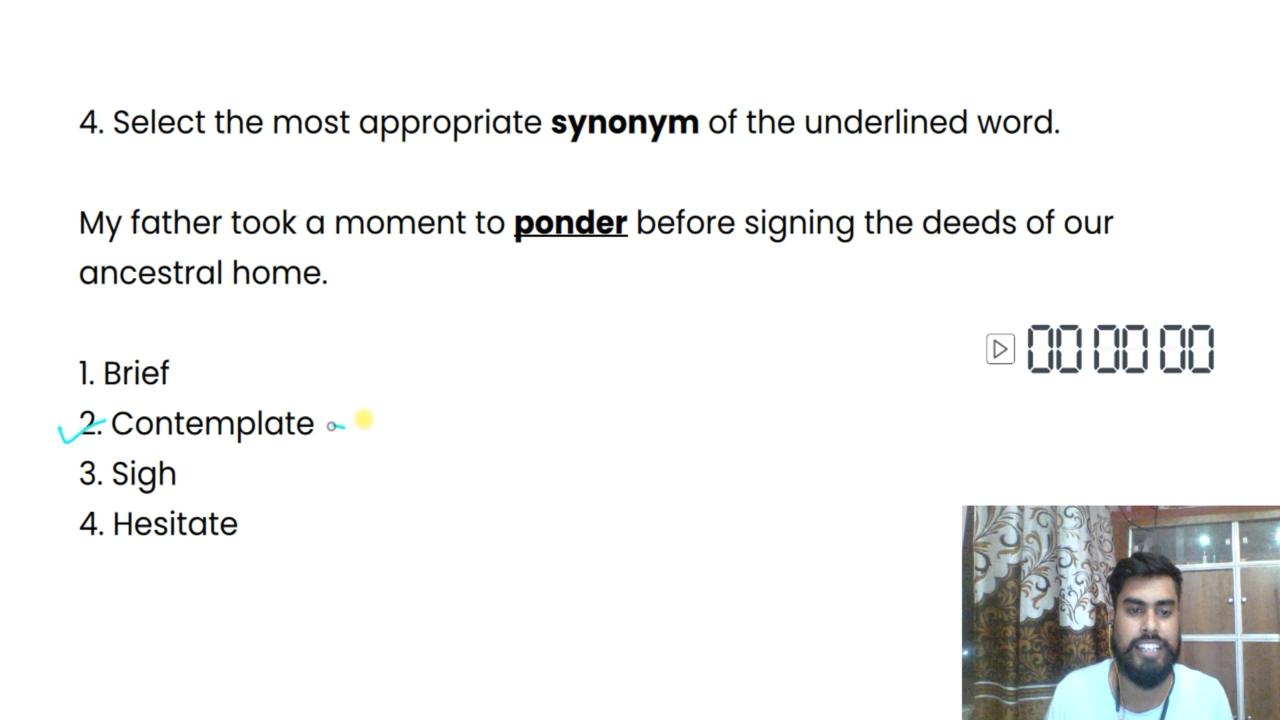 4. Select the most appropriate synonym of the underlined word.
My father took a moment to ponder before signing the deeds of our
ancestral home.
00 00 00
1. Brief
2. Contemplate
3. Sigh
4. Hesitate